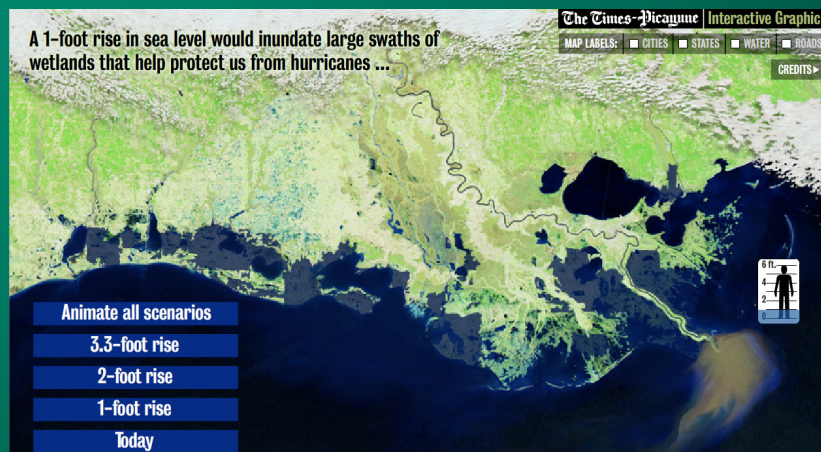 The Times-Picayune | Interactive Graphic
A 1-foot rise in sea level would inundate large swaths of
wetlands that help protect us from hurricanes ...
MAP LABELS: CITIES STATES WATER ROADS
CREDITS
6 ft.
4
2
0
Animate all scenarios
3.3-foot rise
2-foot rise
1-foot rise
Today